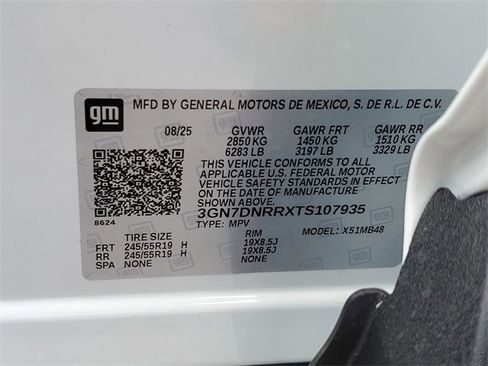 gm
MFD BY GENERAL MOTORS DE MEXICO, S. DE R.L. DE C.V.
08/25 GVWR GAWR FRT GAWR RR
2850 KG 1450 KG 1510 KG
6283 LB 3197 LB 3329 LB
THIS VEHICLE CONFORMS TO ALL
APPLICABLE U.S. FEDERAL MOTOR
VEHICLE SAFETY AND THEFT
PREVENTION STANDARDS IN EFFECT
ON THE DATE OF MANUFACTURE
SHOWN ABOVE.
3GN7DNRRXTS107935
8624 TYPE: MPV MODEL: X51MB48
TIRE SIZE RIM
FRT 245/55R19 H 19X8.5J
RR 245/55R19 H 19X8.5J
SPA NONE NONE